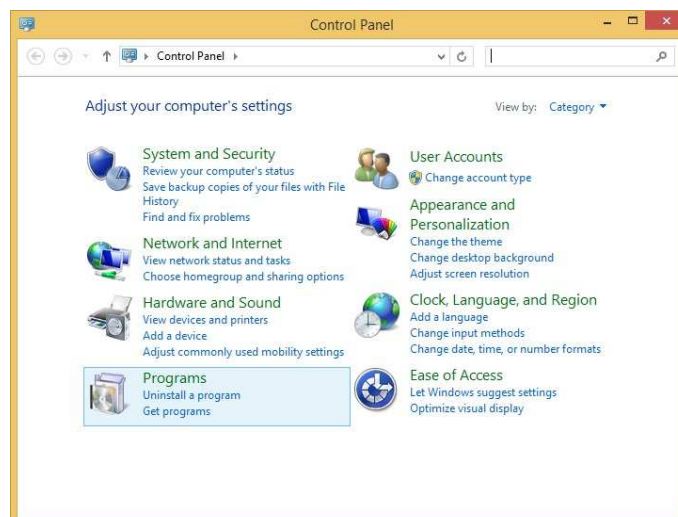 Control Panel
Control Panel
Adjust your computer's settings
View by: Category
System and Security
Review your computer's status
Save backup copies of your files with File
History
Find and fix problems
Network and Internet
View network status and tasks
Choose homegroup and sharing options
Hardware and Sound
View devices and printers
Add a device
Adjust commonly used mobility settings
Programs
Uninstall a program
Get programs
User Accounts
Change account type
Appearance and
Personalization
Change the theme
Change desktop background
Adjust screen resolution
Clock, Language, and Region
Add a language
Change input methods
Change date, time, or number formats
Ease of Access
Let Windows suggest settings
Optimize visual display